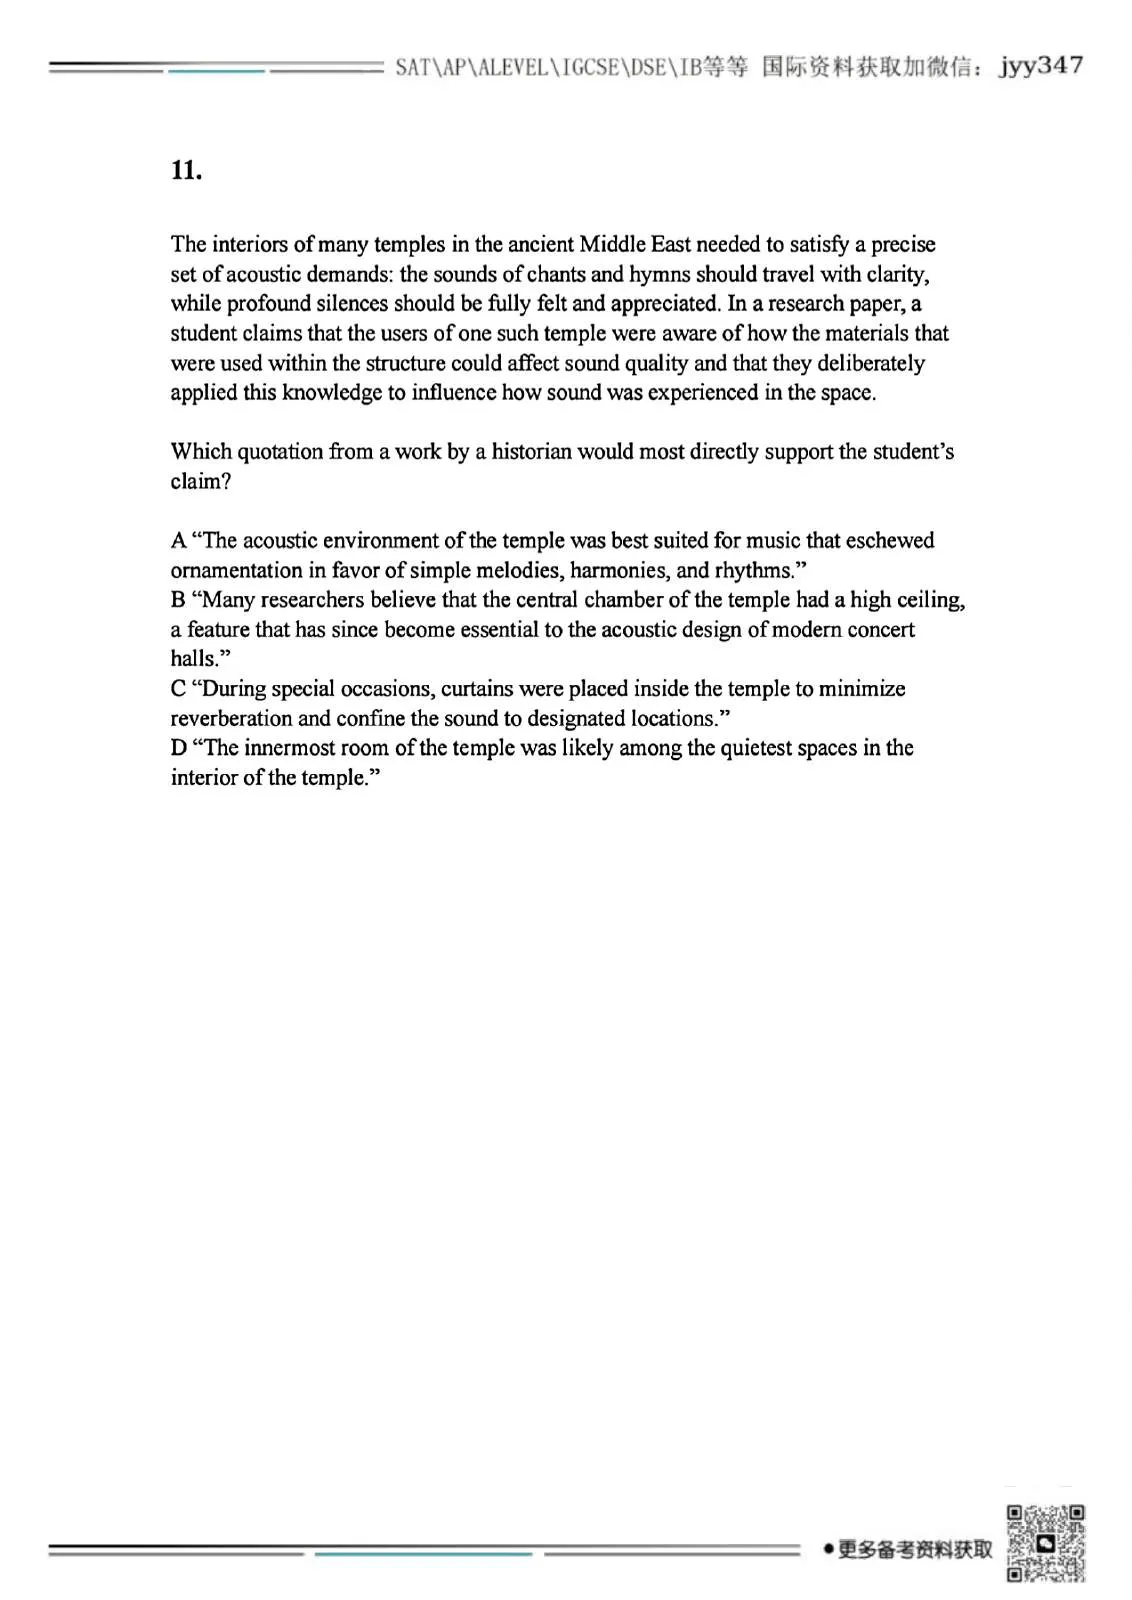 SAT\AP\ALEVEL\IGCSE\DSE\IB等等 国际资料获取加微信: jyy347
11.
The interiors of many temples in the ancient Middle East needed to satisfy a precise
set of acoustic demands: the sounds of chants and hymns should travel with clarity,
while profound silences should be fully felt and appreciated. In a research paper, a
student claims that the users of one such temple were aware of how the materials that
were used within the structure could affect sound quality and that they deliberately
applied this knowledge to influence how sound was experienced in the space.
Which quotation from a work by a historian would most directly support the student’s
claim?
A “The acoustic environment of the temple was best suited for music that eschewed
ornamentation in favor of simple melodies, harmonies, and rhythms.”
B “Many researchers believe that the central chamber of the temple had a high ceiling,
a feature that has since become essential to the acoustic design of modern concert
halls.”
C “During special occasions, curtains were placed inside the temple to minimize
reverberation and confine the sound to designated locations.”
D “The innermost room of the temple was likely among the quietest spaces in the
interior of the temple.”
●更多备考资料获取